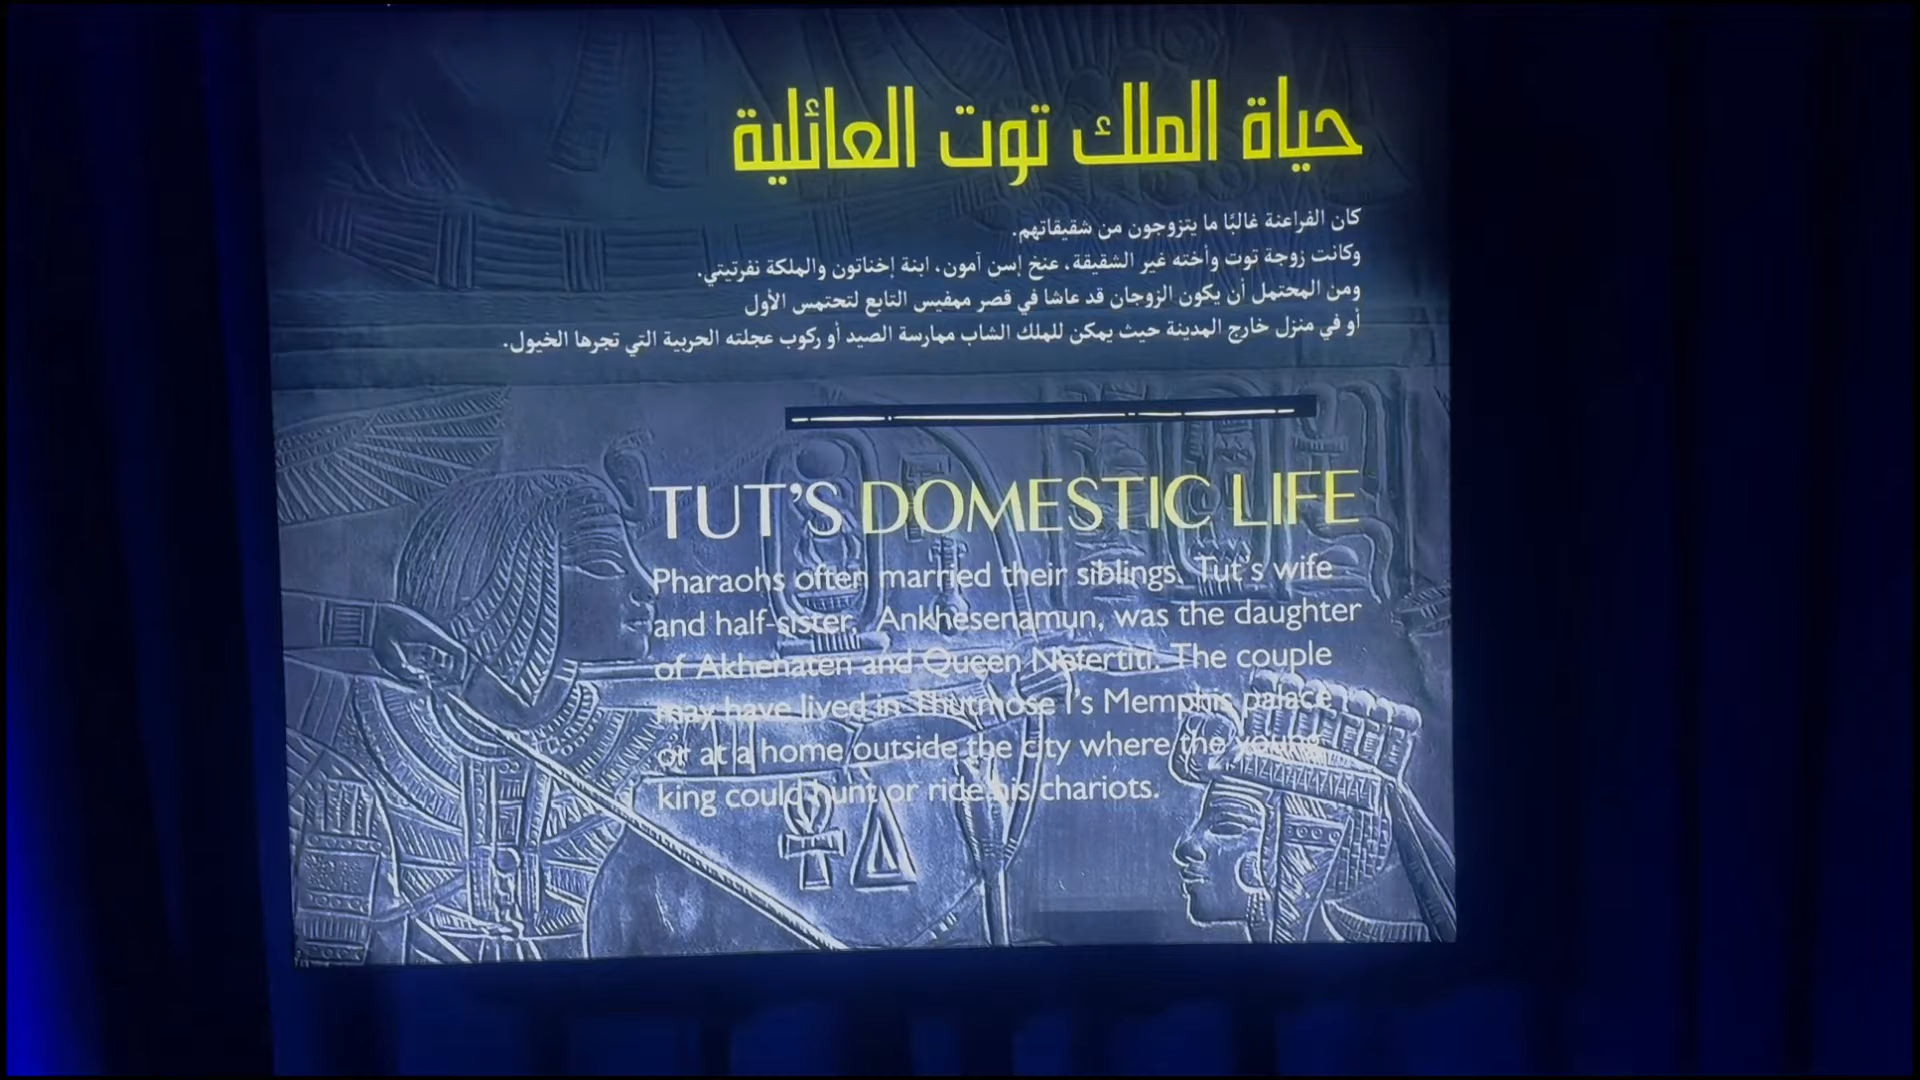 حياة الملك توت العائلية
كان الفراعنة غالبًا ما يتزوجون من شقيقاتهم.
وكانت زوجة توت وأخته غير الشقيقة، عنخ إسن آمون، ابنة إخناتون والملكة نفرتيتي.
ومن المحتمل أن يكون الزوجان قد عاشا في قصر ممفيس التابع لتحتمس الأول
أو في منزل خارج المدينة حيث يمكن للملك الشاب ممارسة الصيد أو ركوب عجلته الحربية التي تجرها الخيول.
TUT'S DOMESTIC LIFE
Pharaohs often married their siblings. Tut's wife
and half-sister, Ankhesenamun, was the daughter
of Akhenaten and Queen Nefertiti. The couple
may have lived in Thutmose I's Memphis palace
or at a home outside the city where the young
king could hunt or ride his chariots.